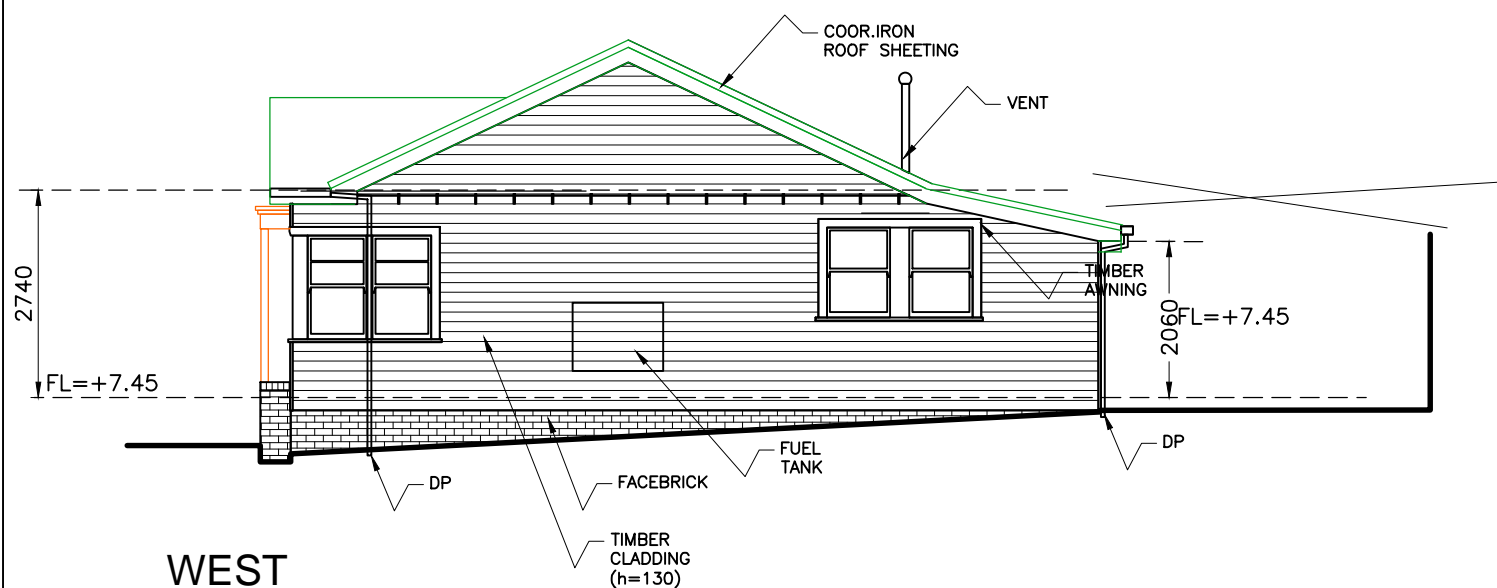 COOR.IRON
ROOF SHEETING
VENT
2740
TIMBER
AWNING
2060
FL=+7.45
FL=+7.45
DP
FUEL
TANK
DP
FACEBRICK
TIMBER
CLADDING
(h=130)
WEST